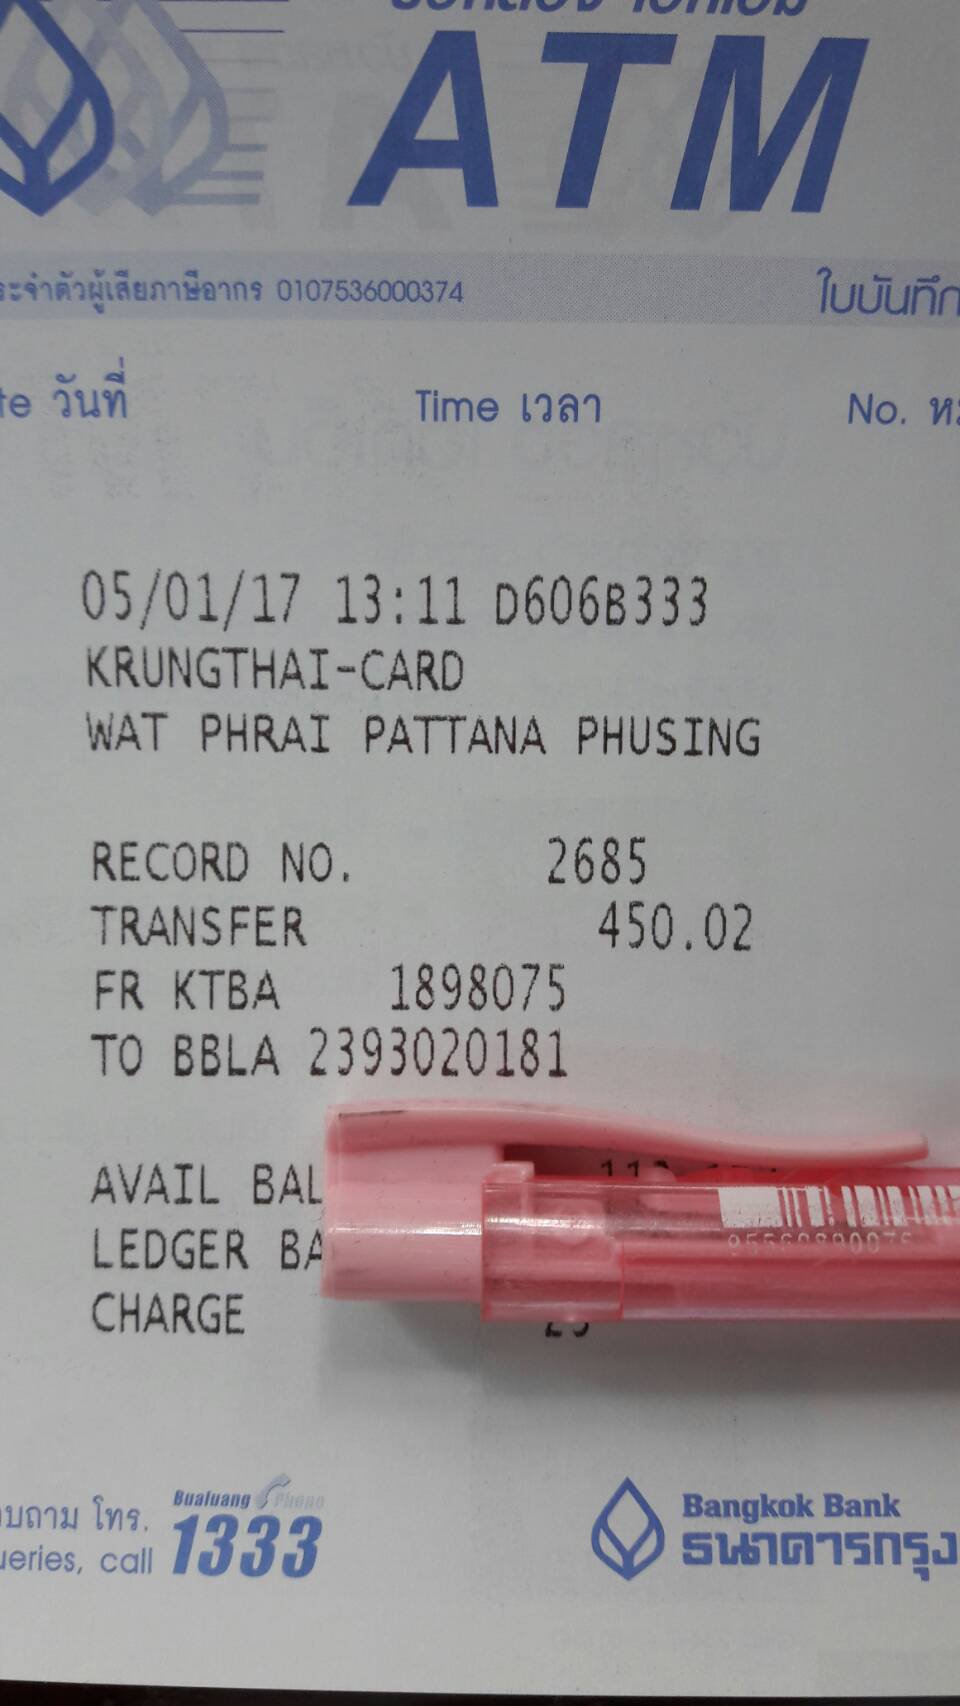 ATM
ระจำตัวผู้เสียภาษีอากร 0107536000374 ใบบันทึก
te วันที่ Time เวลา No. ห
05/01/17 13:11 D606B333
KRUNGTHAI-CARD
WAT PHRAI PATTANA PHUSING
RECORD NO. 2685
TRANSFER 450.02
FR KTBA 1898075
TO BBLA 2393020181
AVAIL BAL
LEDGER BA
CHARGE
อบถาม โทร. Bualuang Phone
ueries, call 1333
Bangkok Bank
ธนาคารกรุง